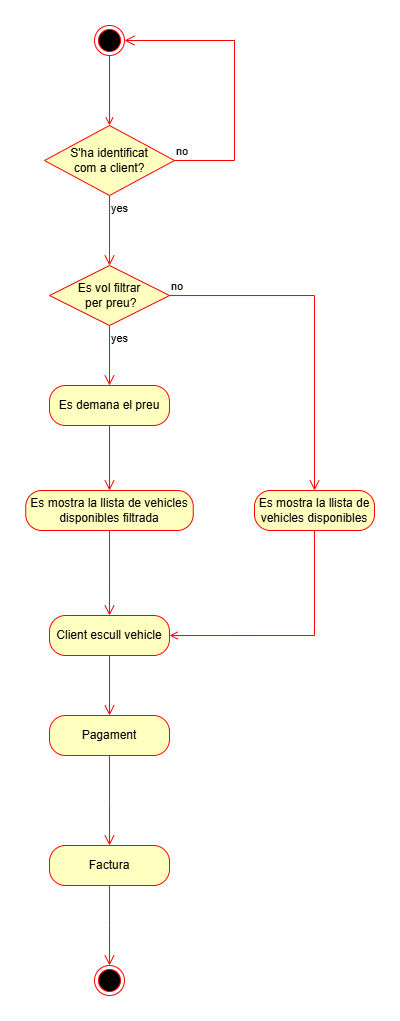 S'ha identificat
com a client?
no
yes
Es vol filtrar
per preu?
no
yes
Es demana el preu
Es mostra la llista de vehicles
disponibles filtrada
Es mostra la llista de
vehicles disponibles
Client escull vehicle
Pagament
Factura